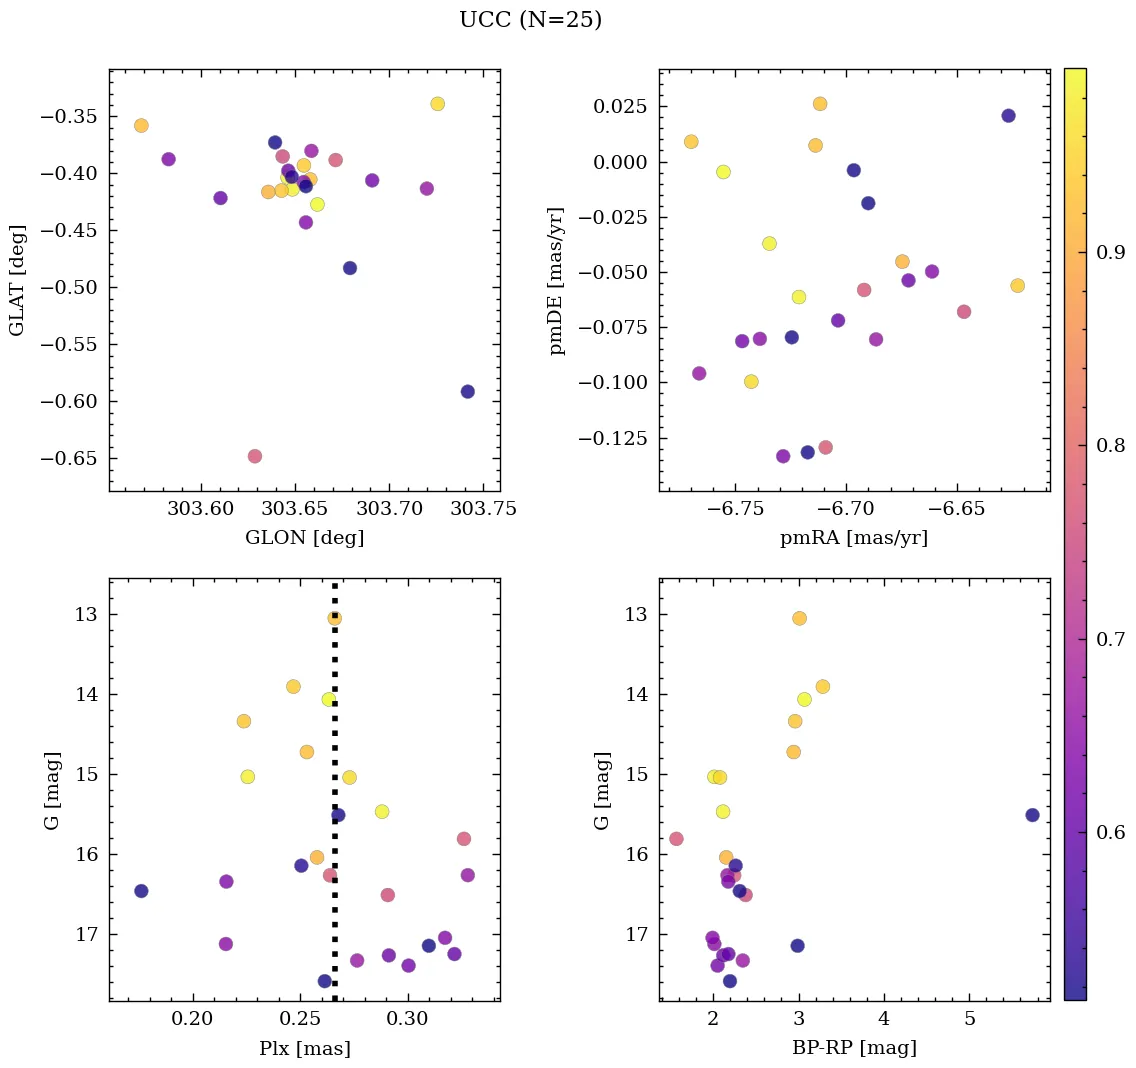 UCC (N=25)
−0.35
−0.40
−0.45
−0.50
−0.55
−0.60
−0.65
GLAT [deg]
303.60 303.66 303.70 303.75
GLON [deg]
0.025
0.000
−0.025
−0.050
−0.075
−0.100
−0.125
pmDE [mas/yr]
−6.75 −6.70 −6.65
pmRA [mas/yr]
13
14
15
16
17
G [mag]
0.20 0.25 0.30
Plx [mas]
13
14
15
16
17
G [mag]
2 3 4 5
BP-RP [mag]
0.9
0.8
0.7
0.6